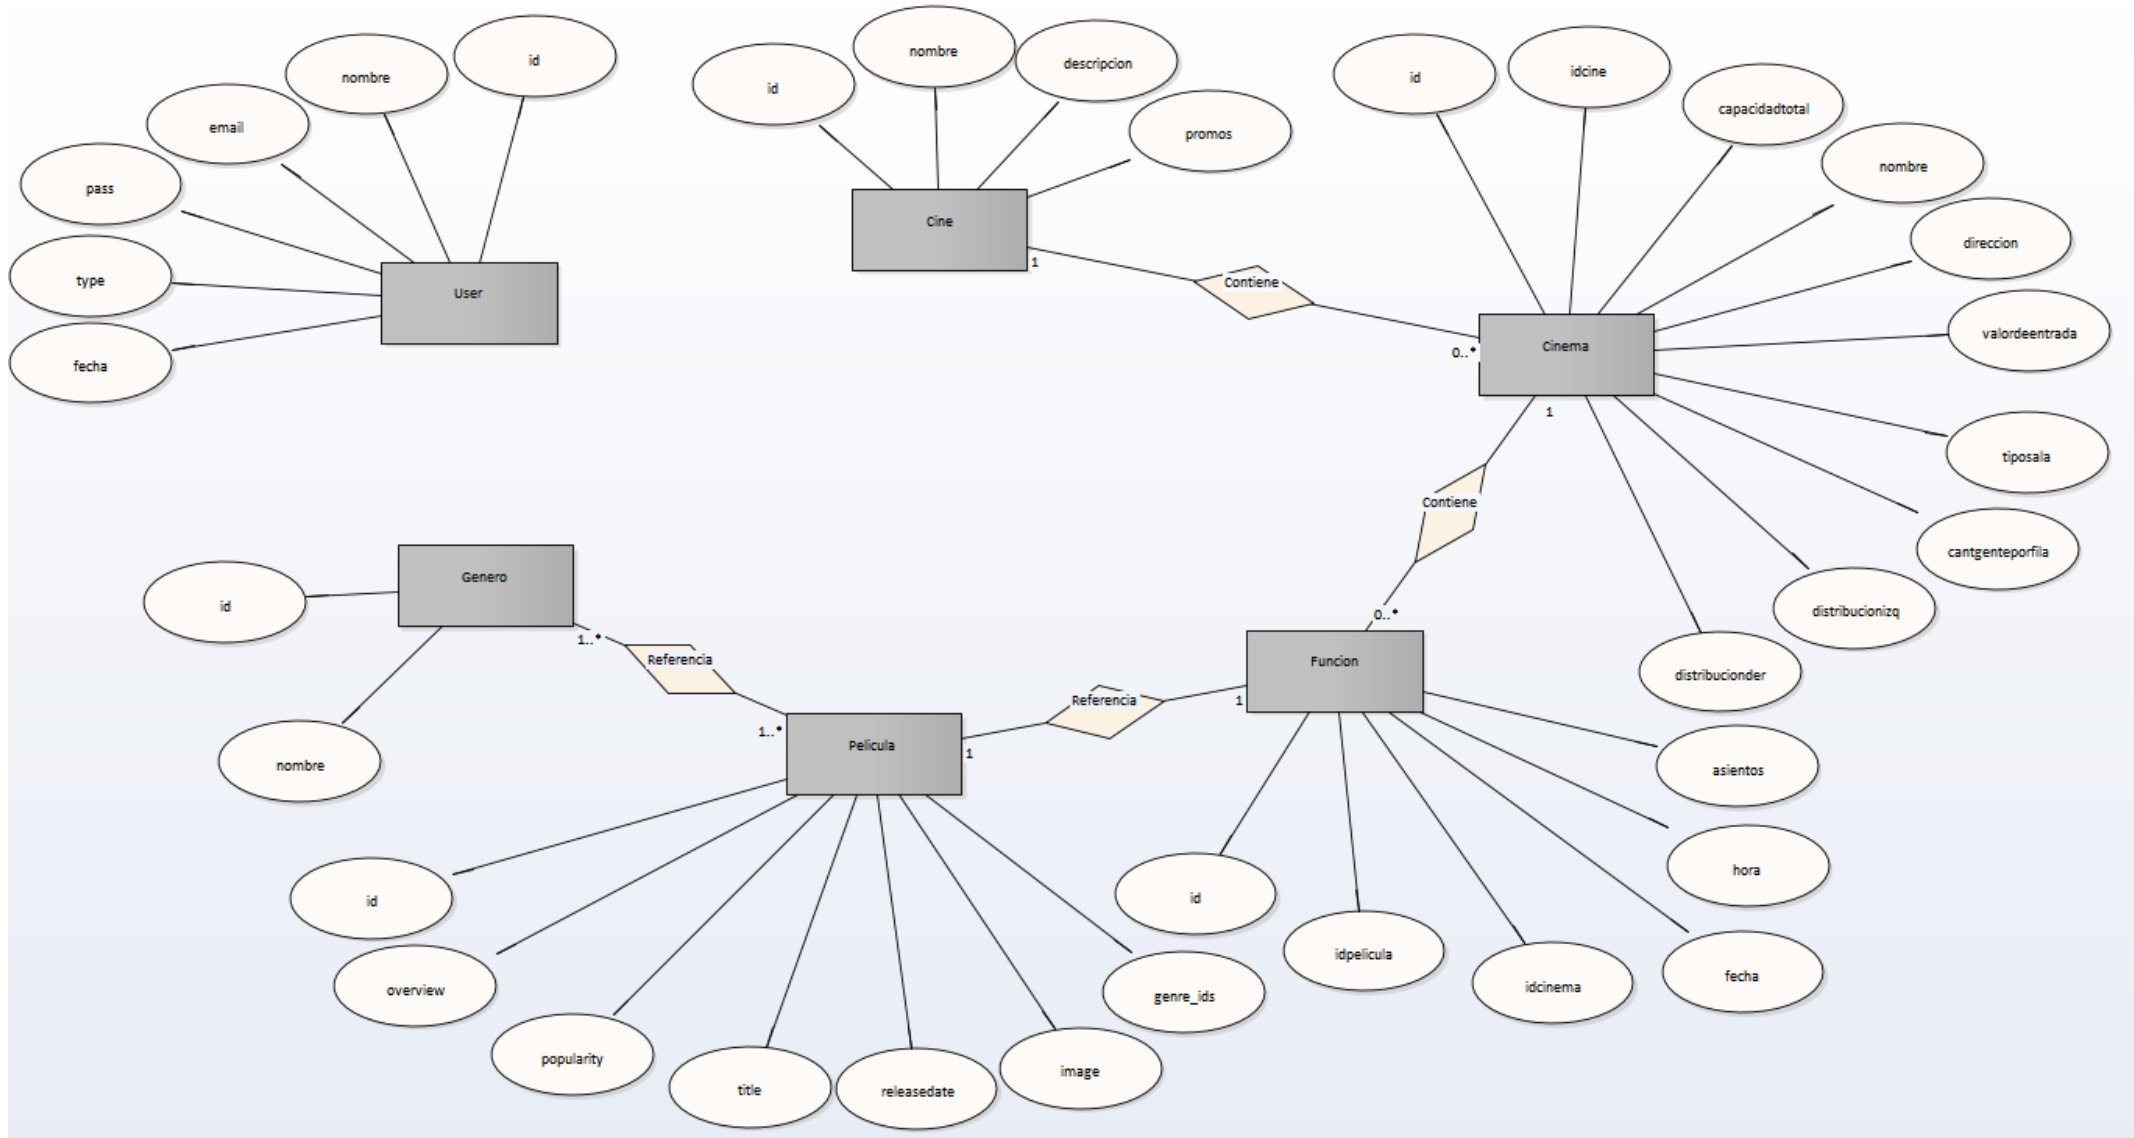 id
nombre
email
pass
type
fecha
User
id
nombre
descripcion
promos
Cine
1
Contiene
0..*
id
idcine
capacidadtotal
nombre
direccion
valordeentrada
tiposala
cantgenteporfila
distribucionizq
distribucionder
Cinema
1
Contiene
0..*
Genero
id
nombre
1..*
Referencia
1..*
Pelicula
1
Referencia
1
Funcion
asientos
hora
fecha
idcinema
idpelicula
id
id
overview
popularity
title
releasedate
image
genre_ids